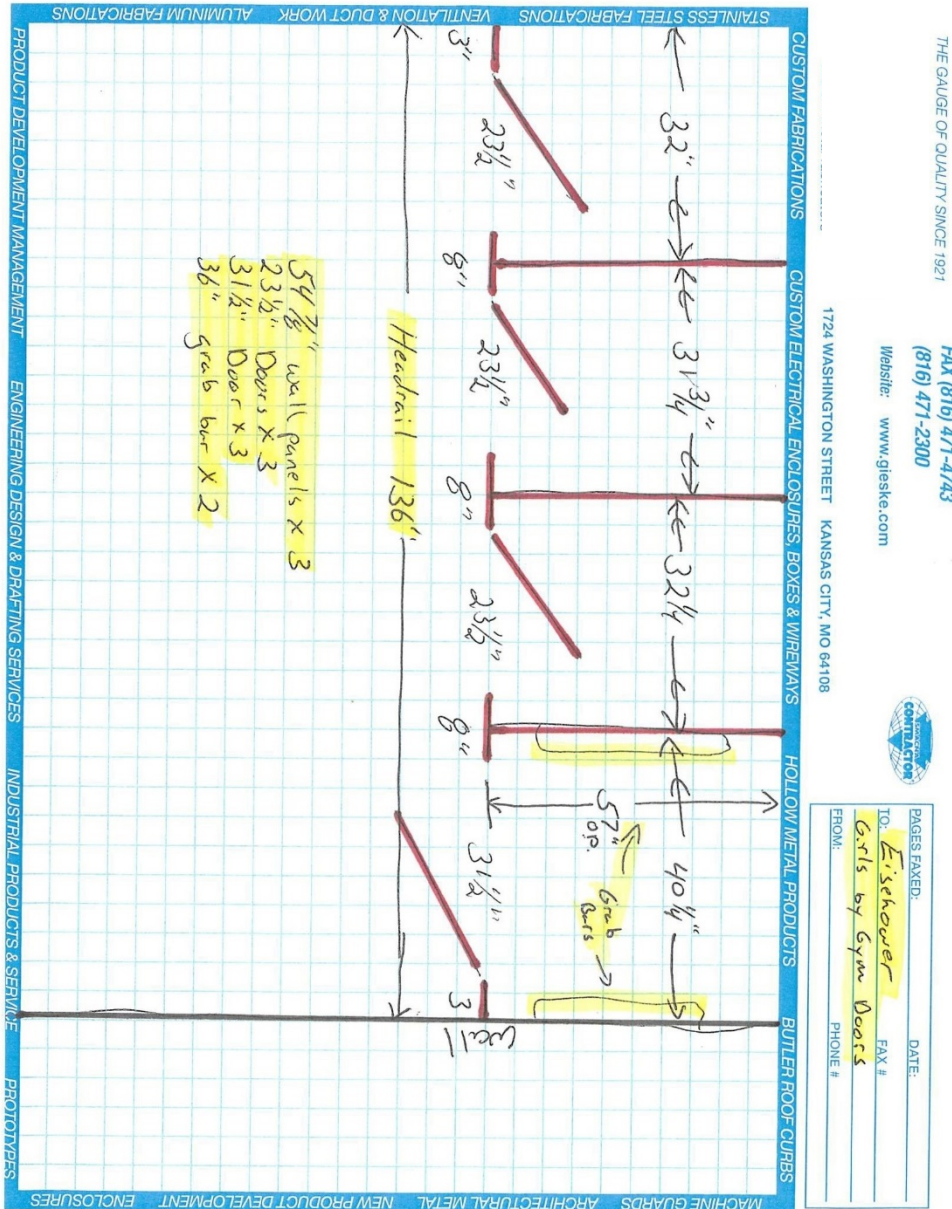 THE GAUGE OF QUALITY SINCE 1921
FAX (816) 471-4743
(816) 471-2300
Website: www.gieske.com
1724 WASHINGTON STREET KANSAS CITY, MO 64108
CONTRACTOR
PAGES FAXED:
DATE:
TO: Eisehower
FAX #
Girls by Gym Doors
FROM:
PHONE #
CUSTOM FABRICATIONS
CUSTOM ELECTRICAL ENCLOSURES, BOXES & WIREWAYS
HOLLOW METAL PRODUCTS
BUTLER ROOF CURBS
STAINLESS STEEL FABRICATIONS
VENTILATION & DUCT WORK
ALUMINUM FABRICATIONS
MACHINE GUARDS
ARCHITECTURAL METAL
NEW PRODUCT DEVELOPMENT
ENCLOSURES
32"
31 3/4"
32 1/4
40 1/4"
57"
o.p.
Grab
Bars
3"
23 1/2"
8"
23 1/2"
8"
23 1/2"
8"
31 1/2"
3
Wall
Headrail 136"
54 7/8" wall panels x 3
23 1/2" Doors x 3
31 1/2" Door x 3
36" grab bar x 2
PRODUCT DEVELOPMENT MANAGEMENT
ENGINEERING DESIGN & DRAFTING SERVICES
INDUSTRIAL PRODUCTS & SERVICE
PROTOTYPES